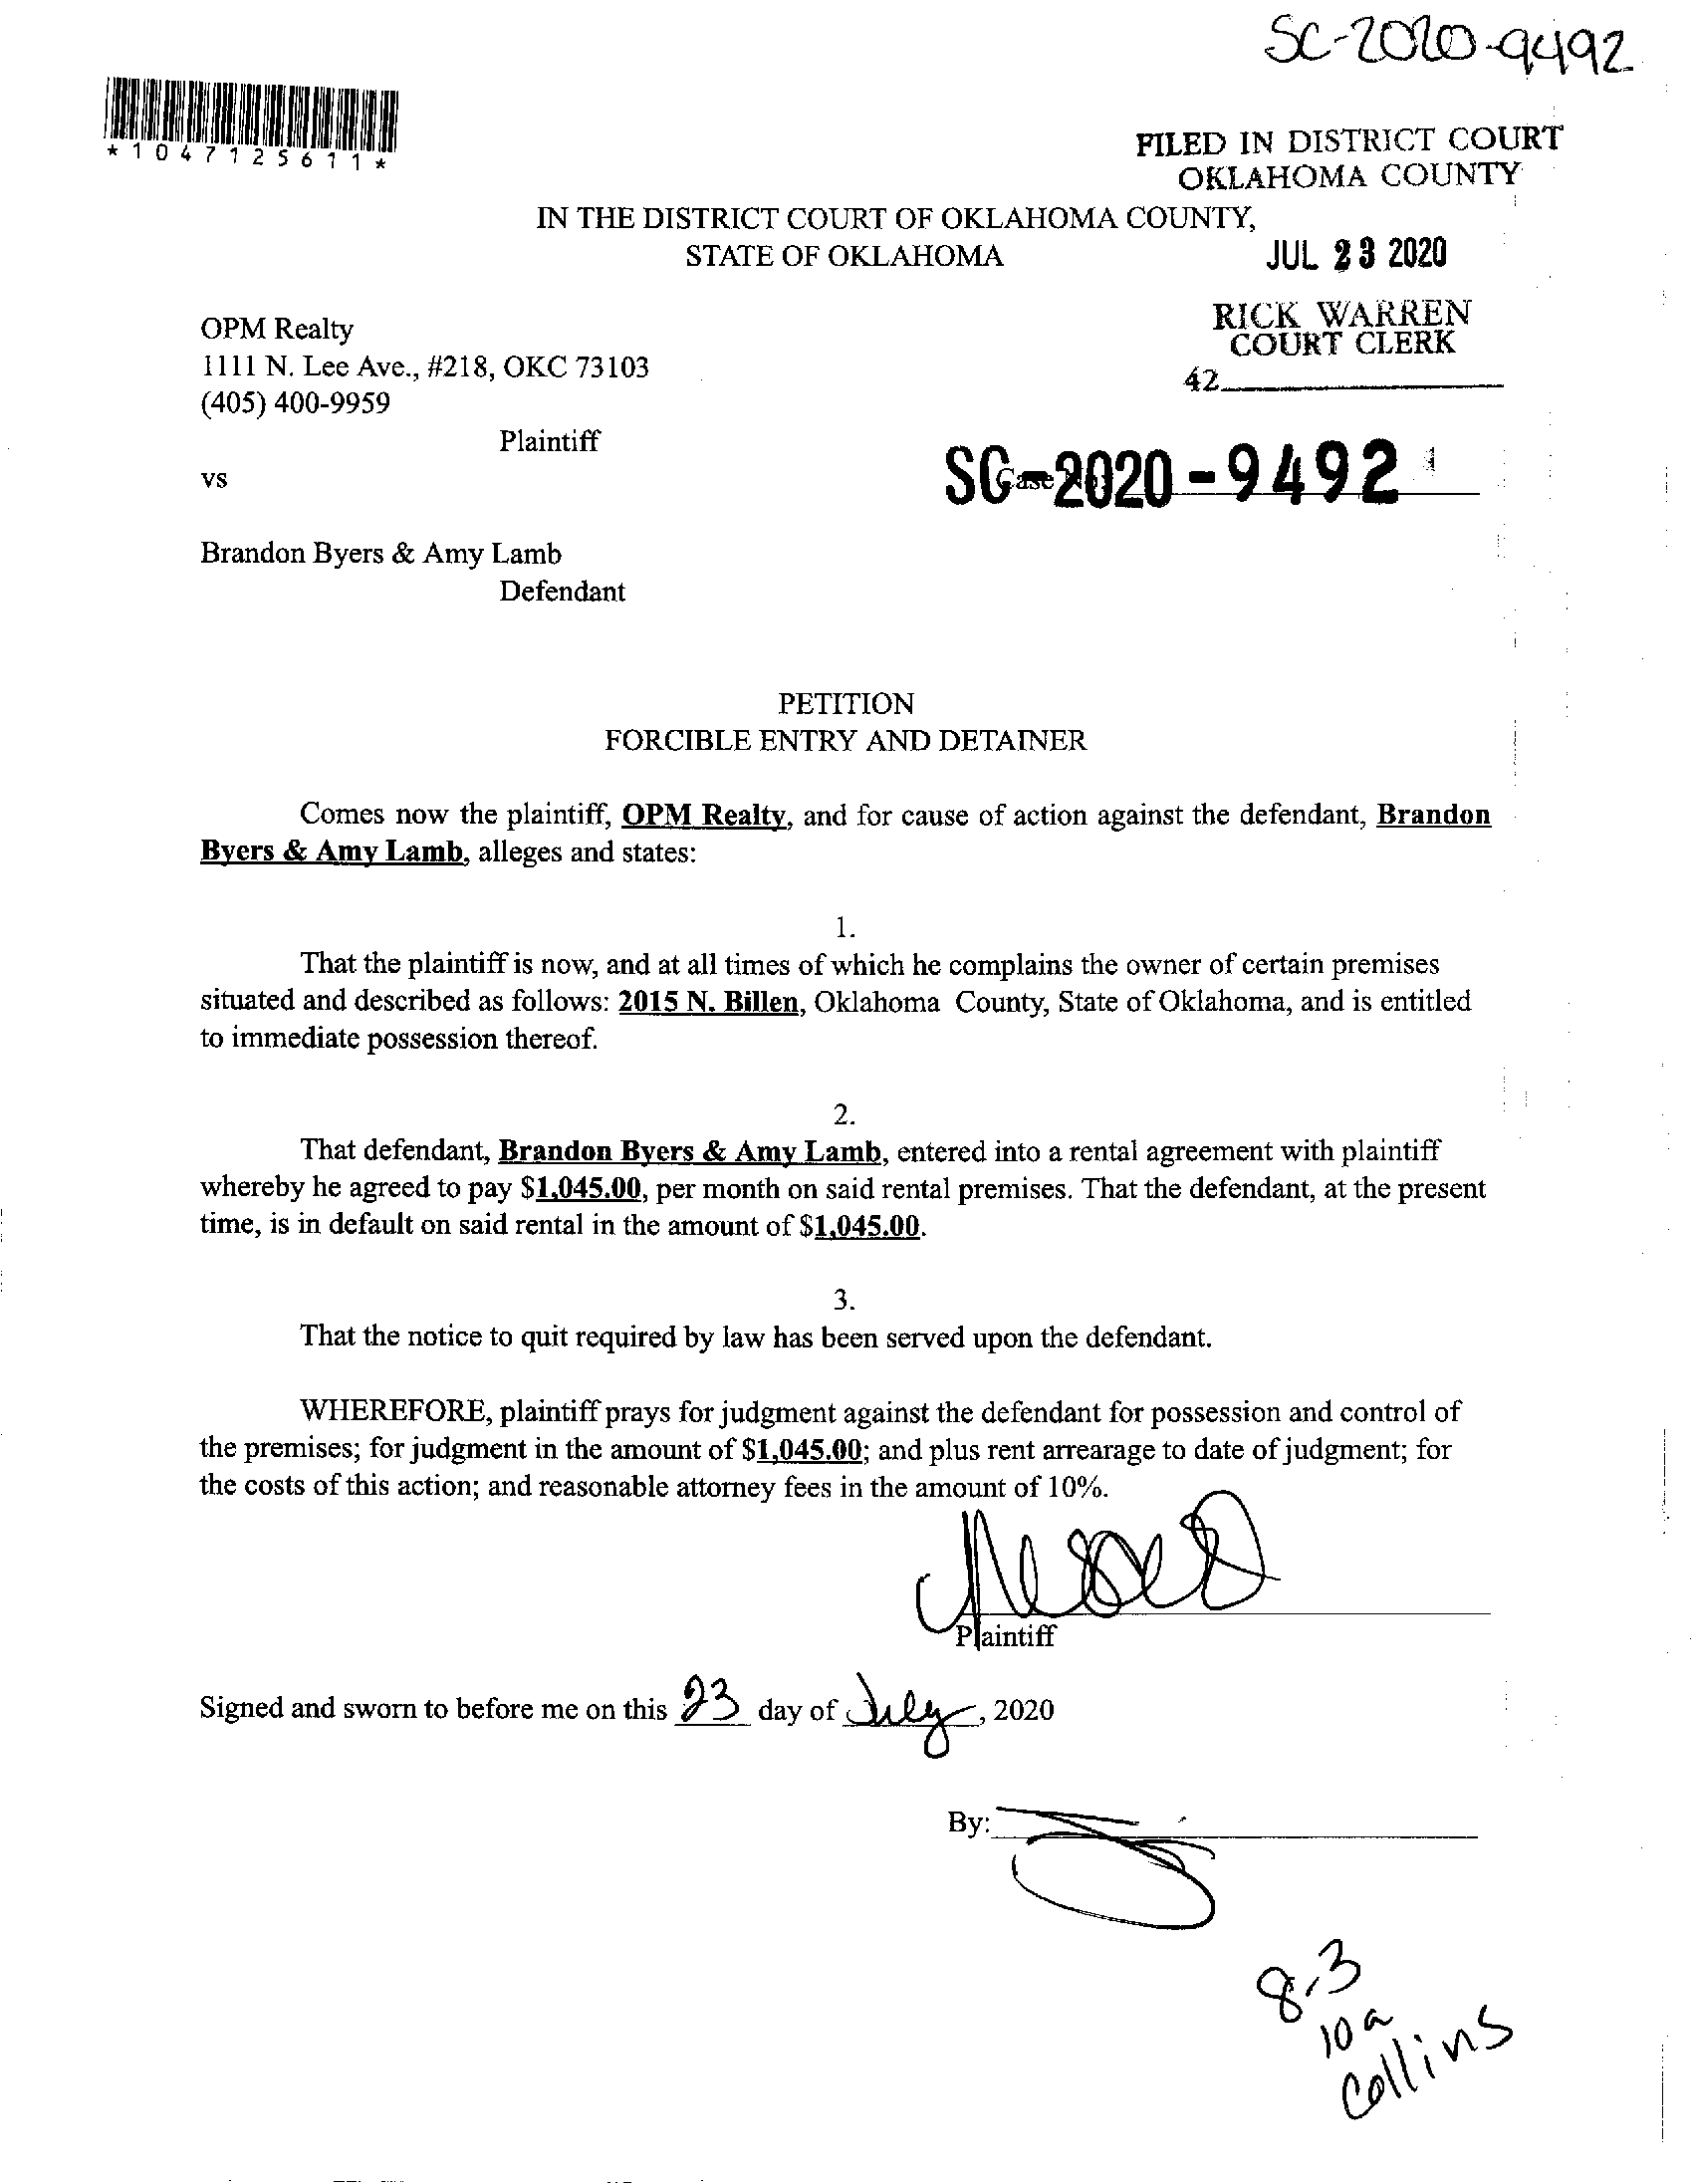 SC-2020-9492
*1047125611*
FILED IN DISTRICT COURT
OKLAHOMA COUNTY
IN THE DISTRICT COURT OF OKLAHOMA COUNTY,
STATE OF OKLAHOMA
JUL 23 2020
RICK WARREN
COURT CLERK
42
OPM Realty
1111 N. Lee Ave., #218, OKC 73103
(405) 400-9959
Plaintiff
vs
Case No.
SC-2020-9492
Brandon Byers & Amy Lamb
Defendant
PETITION
FORCIBLE ENTRY AND DETAINER
Comes now the plaintiff, OPM Realty, and for cause of action against the defendant, Brandon
Byers & Amy Lamb, alleges and states:
1.
That the plaintiff is now, and at all times of which he complains the owner of certain premises
situated and described as follows: 2015 N. Billen, Oklahoma County, State of Oklahoma, and is entitled
to immediate possession thereof.
2.
That defendant, Brandon Byers & Amy Lamb, entered into a rental agreement with plaintiff
whereby he agreed to pay $1,045.00, per month on said rental premises. That the defendant, at the present
time, is in default on said rental in the amount of $1,045.00.
3.
That the notice to quit required by law has been served upon the defendant.
WHEREFORE, plaintiff prays for judgment against the defendant for possession and control of
the premises; for judgment in the amount of $1,045.00; and plus rent arrearage to date of judgment; for
the costs of this action; and reasonable attorney fees in the amount of 10%.
Plaintiff
Signed and sworn to before me on this 23 day of July, 2020
By:
8-3
10a
Collins